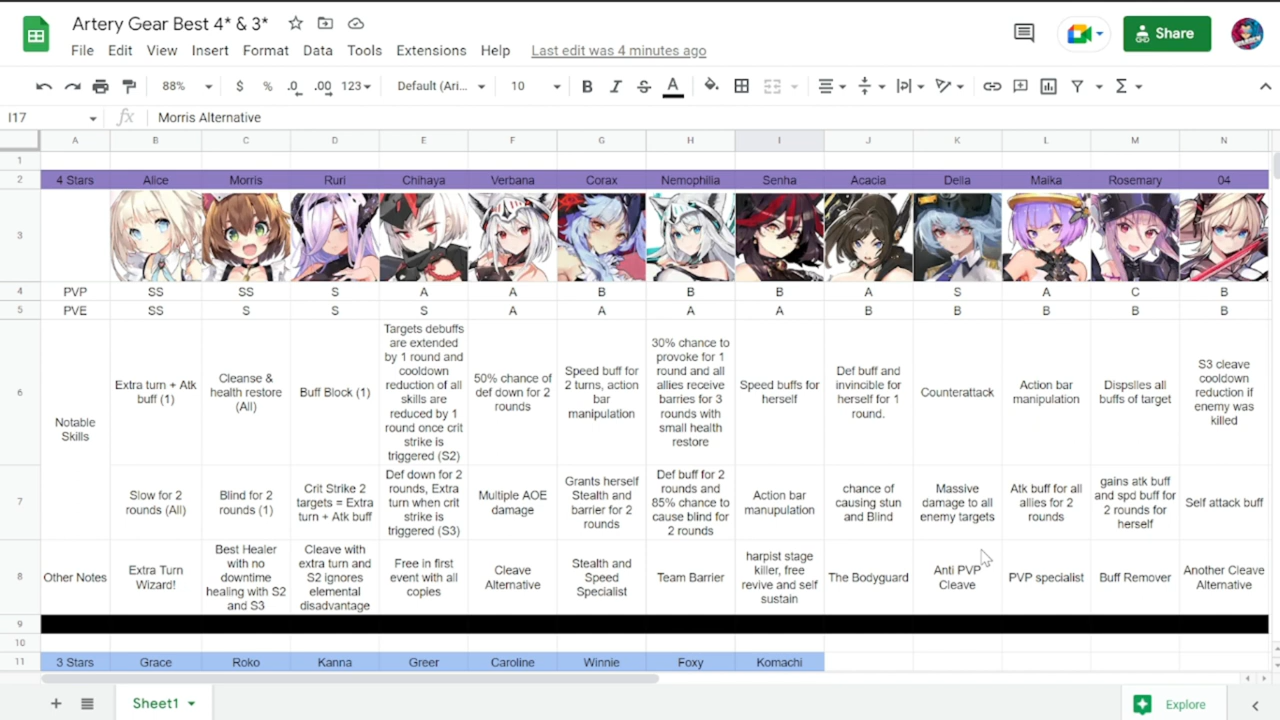 Artery Gear Best 4* & 3*
Share
File Edit View Insert Format Data Tools Extensions Help Last edit was 4 minutes ago
88% $ % .0 .00 123 Default (Ari... 10 B I S A
I17 fx Morris Alternative
A B C D E F G H I J K L M N
1
2 4 Stars Alice Morris Ruri Chihaya Verbana Corax Nemophilia Senha Acacia Della Maika Rosemary 04
3
4 PVP SS SS S A A B B B A S A C B
5 PVE SS S S S A A A A B B B B B
6
Notable
Skills
Extra turn + Atk
buff (1)
Cleanse &
health restore
(All)
Buff Block (1)
Targets debuffs
are extended
by 1 round and
cooldown
reduction of all
skills are
reduced by 1
round once crit
strike is
triggered (S2)
50% chance of
def down for 2
rounds
Speed buff for
2 turns, action
bar
manipulation
30% chance to
provoke for 1
round and all
allies receive
barries for 3
rounds with
small health
restore
Speed buffs for
herself
Def buff and
invincible for
herself for 1
round.
Counterattack
Action bar
manipulation
Dispslles all
buffs of target
S3 cleave
cooldown
reduction if
enemy was
killed
7
Slow for 2
rounds (All)
Blind for 2
rounds (1)
Crit Strike 2
targets = Extra
turn + Atk buff
Def down for 2
rounds, Extra
turn when crit
strike is
triggered (S3)
Multiple AOE
damage
Grants herself
Stealth and
barrier for 2
rounds
Def buff for 2
rounds and
85% chance to
cause blind for
2 rounds
Action bar
manupulation
chance of
causing stun
and Blind
Massive
damage to all
enemy targets
Atk buff for all
allies for 2
rounds
gains atk buff
and spd buff for
2 rounds for
herself
Self attack buff
8
Other Notes
Extra Turn
Wizard!
Best Healer
with no
downtime
healing with S2
and S3
Cleave with
extra turn and
S2 ignores
elemental
disadvantage
Free in first
event with all
copies
Cleave
Alternative
Stealth and
Speed
Specialist
Team Barrier
harpist stage
killer, free
revive and self
sustain
The Bodyguard
Anti PVP
Cleave
PVP specialist
Buff Remover
Another Cleave
Alternative
9
10
11 3 Stars Grace Roko Kanna Greer Caroline Winnie Foxy Komachi
Sheet1
Explore